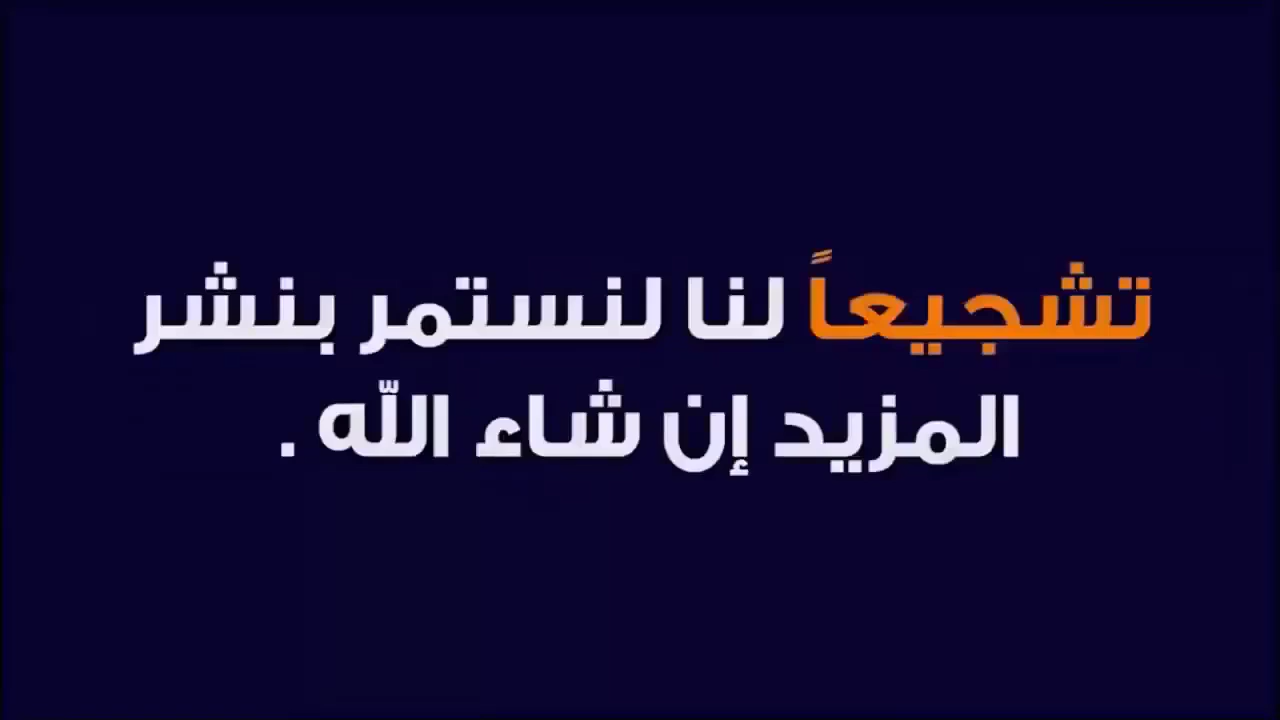 تشجيعاً لنا لنستمر بنشر
المزيد إن شاء الله .